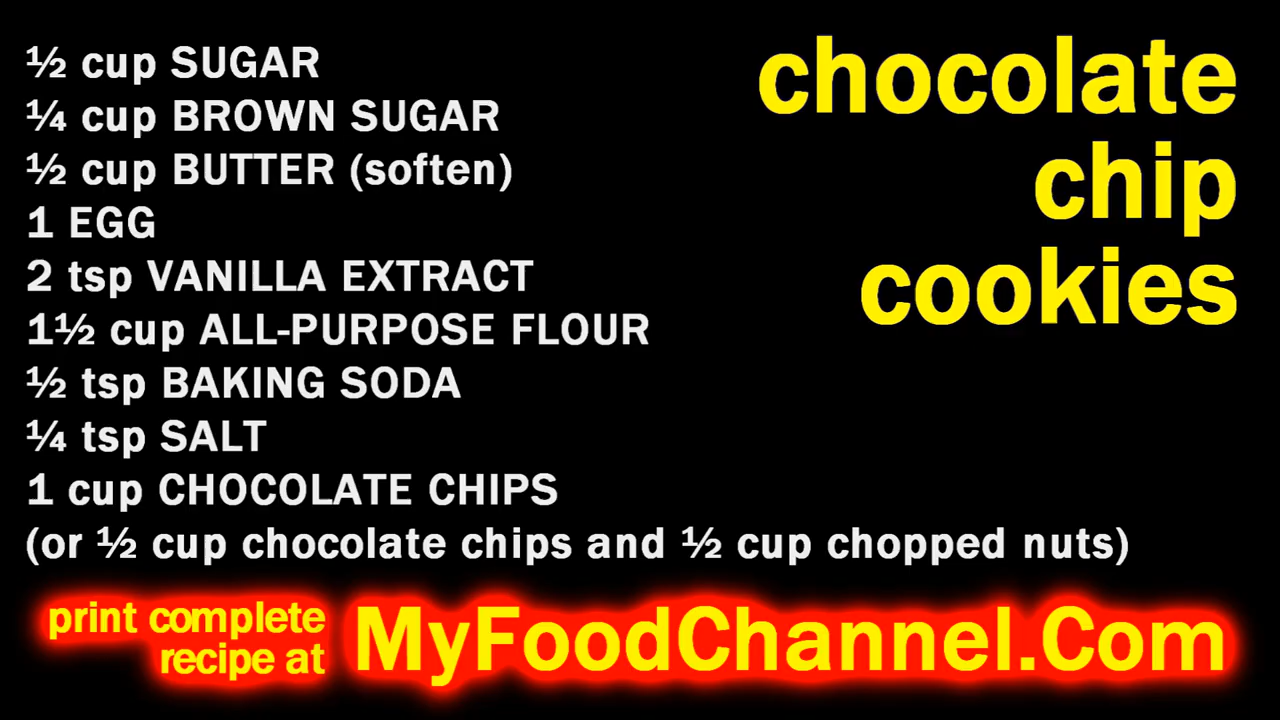 ½ cup SUGAR
¼ cup BROWN SUGAR
½ cup BUTTER (soften)
1 EGG
2 tsp VANILLA EXTRACT
1½ cup ALL-PURPOSE FLOUR
½ tsp BAKING SODA
¼ tsp SALT
1 cup CHOCOLATE CHIPS
(or ½ cup chocolate chips and ½ cup chopped nuts)
chocolate
chip
cookies
print complete
recipe at
MyFoodChannel.Com